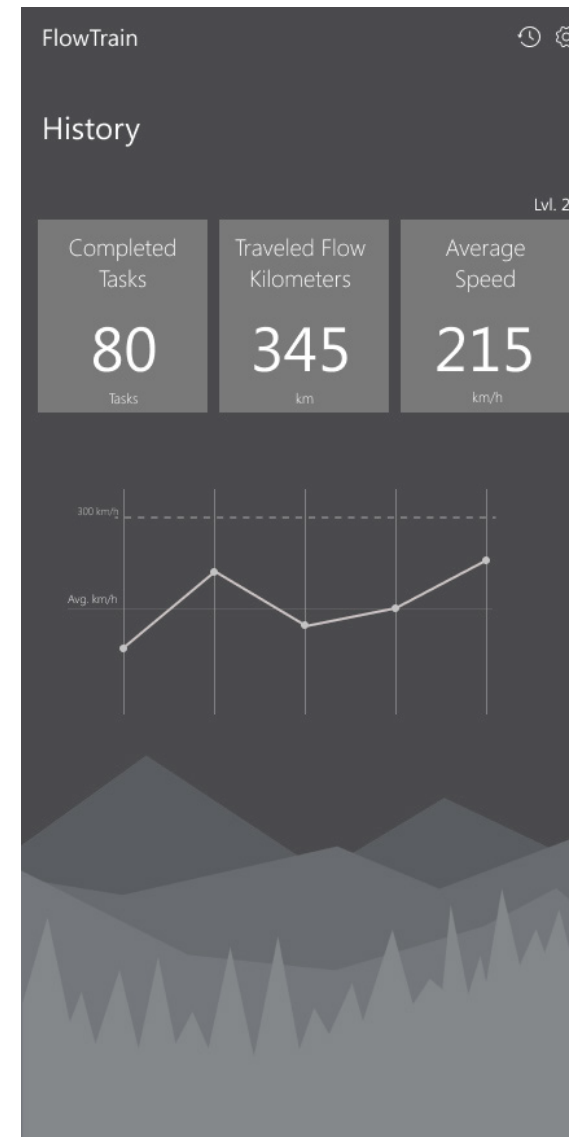 FlowTrain
History
Lvl. 2
Completed
Tasks
80
Tasks
Traveled Flow
Kilometers
345
km
Average
Speed
215
km/h
300 km/h
Avg. km/h